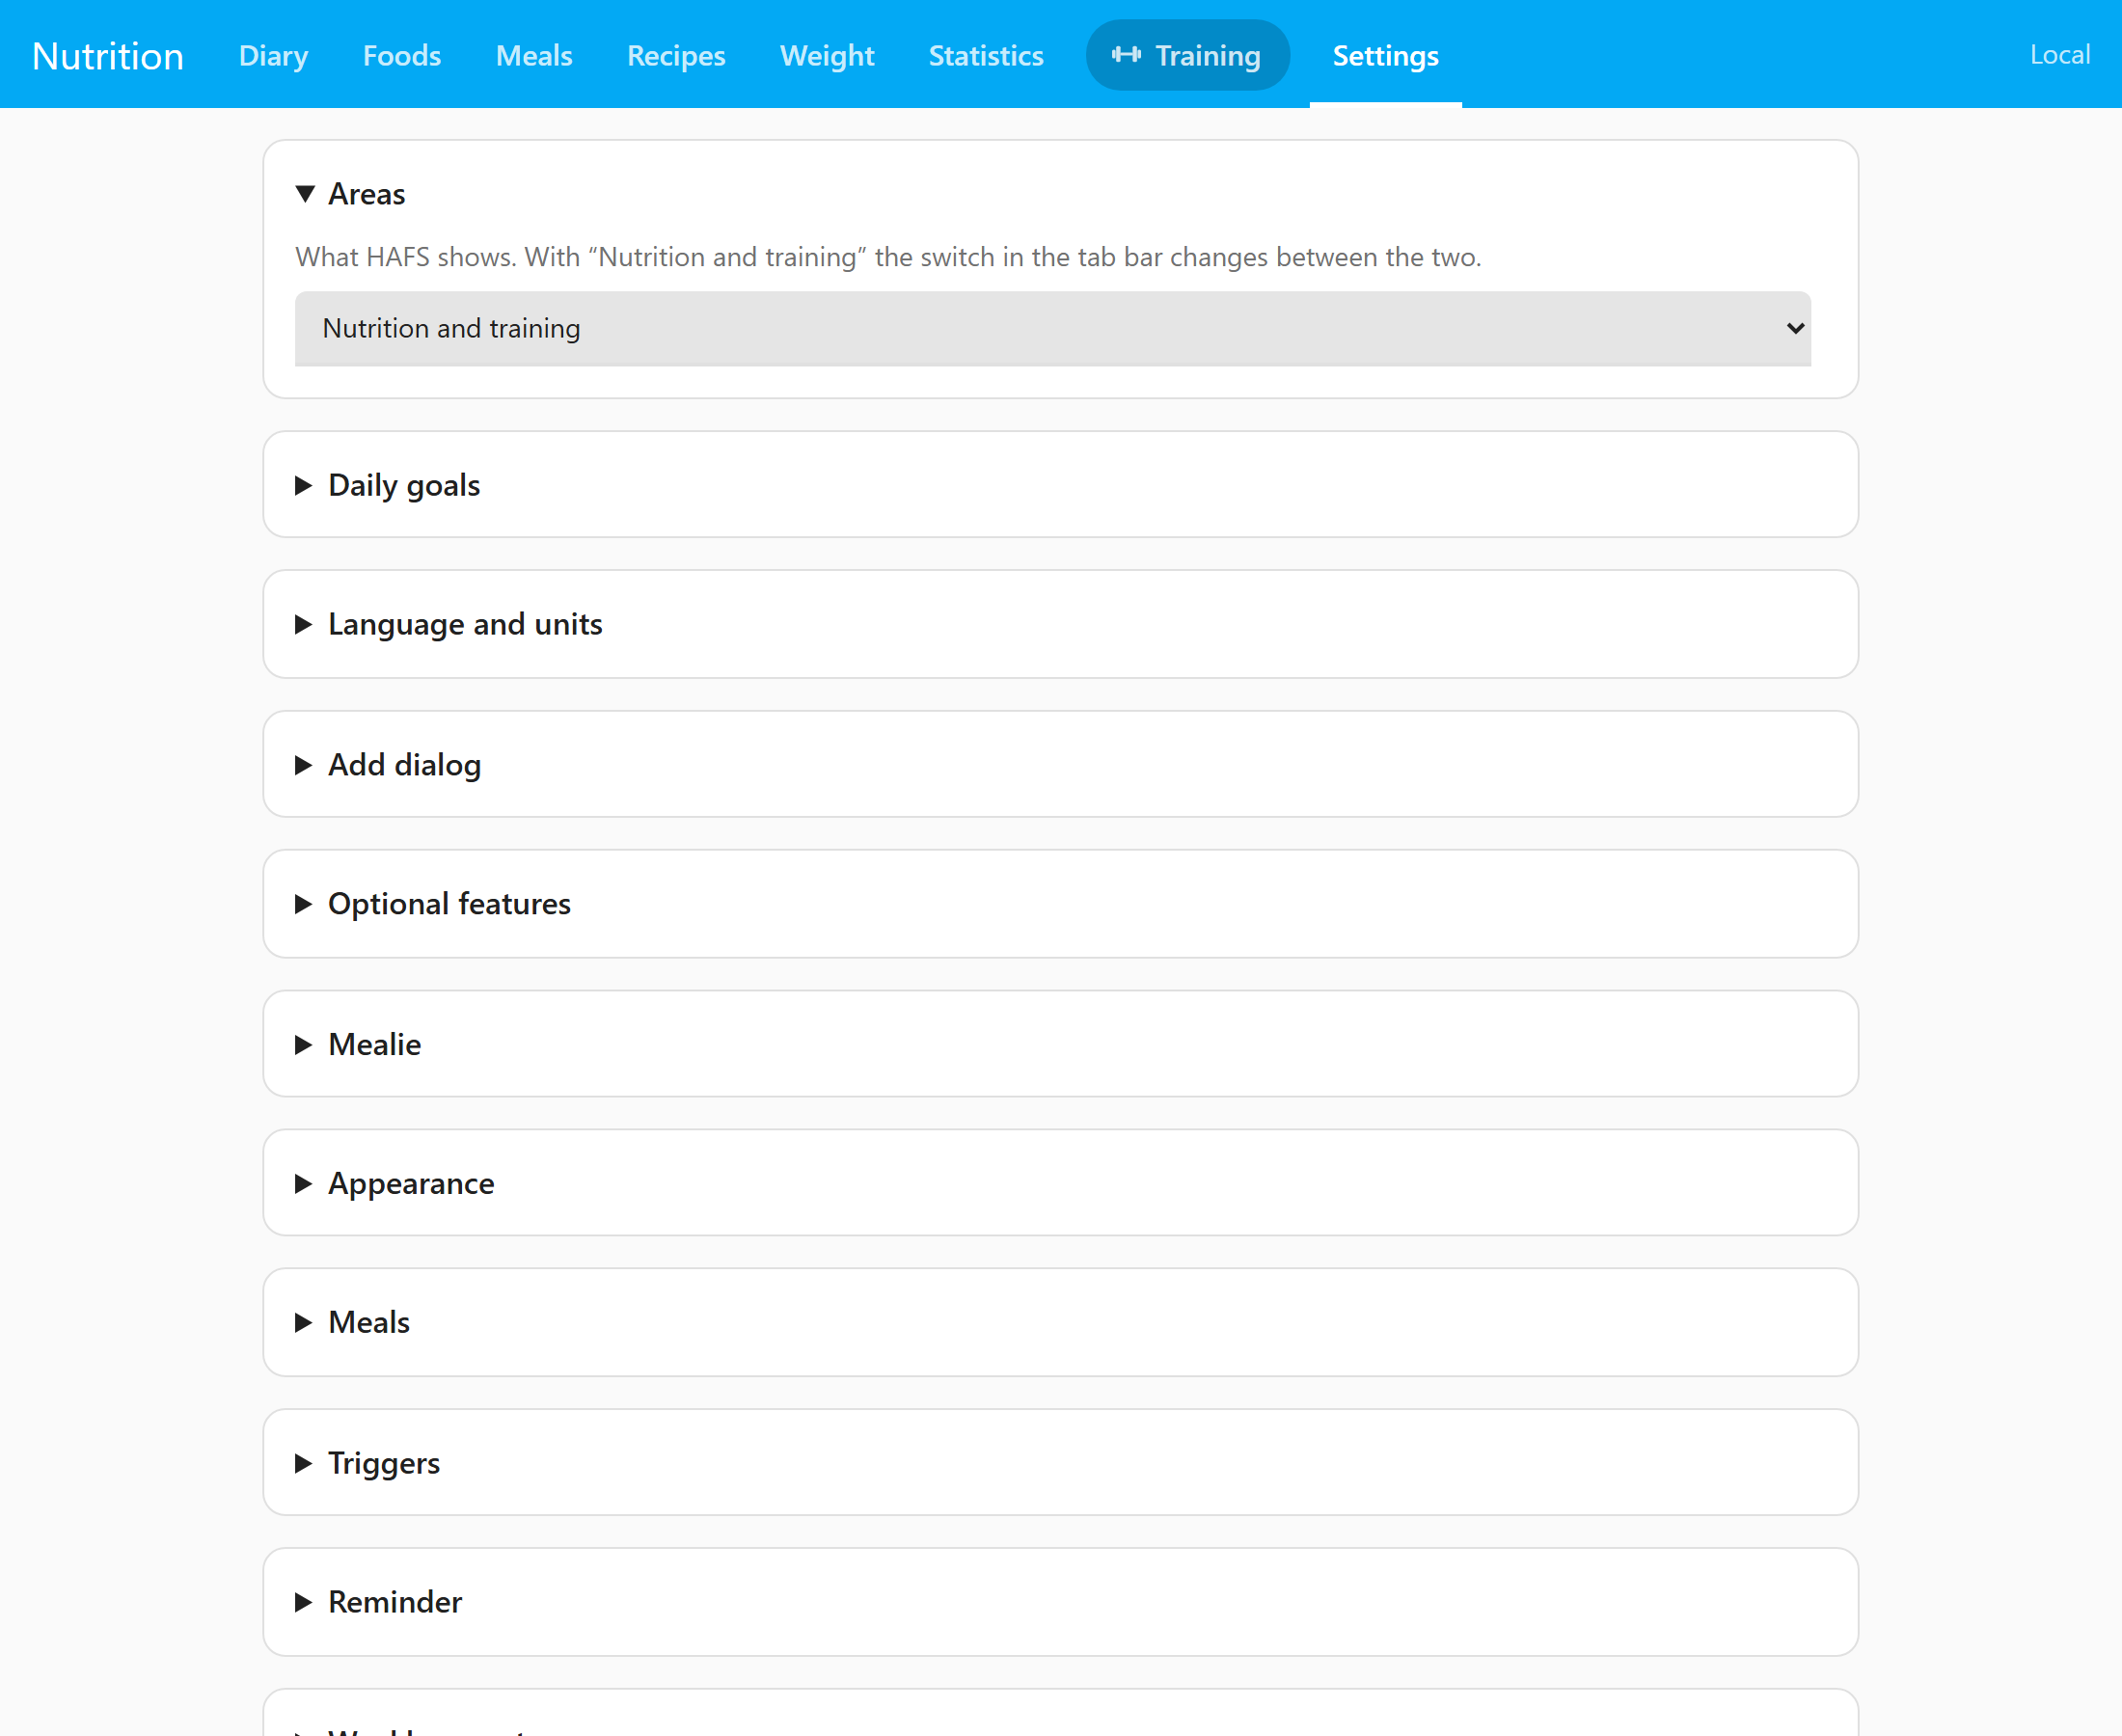 Nutrition Diary Foods Meals Recipes Weight Statistics Training Settings Local
Areas
What HAFS shows. With “Nutrition and training” the switch in the tab bar changes between the two.
Nutrition and training
Daily goals
Language and units
Add dialog
Optional features
Mealie
Appearance
Meals
Triggers
Reminder